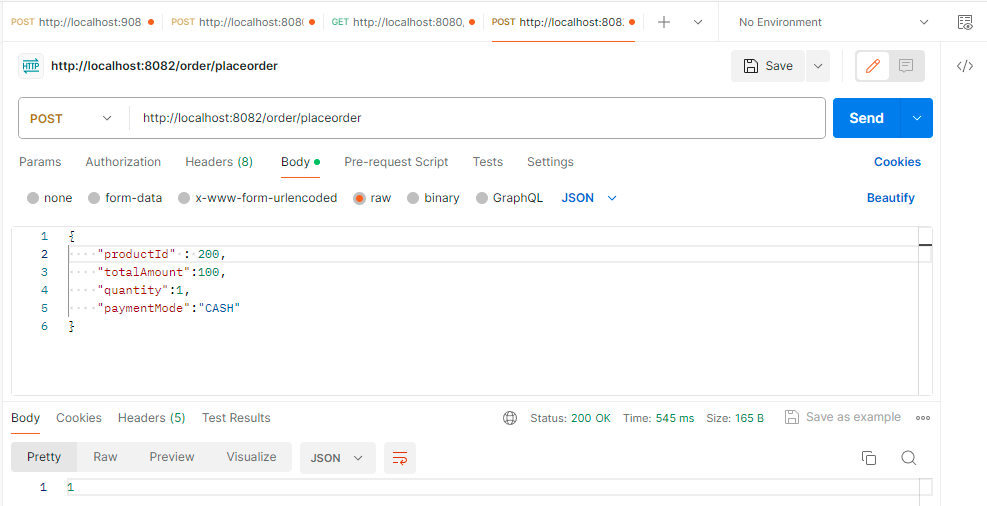 POST http://localhost:908 POST http://localhost:808 GET http://localhost:8080, POST http://localhost:808. No Environment
HTTP http://localhost:8082/order/placeorder Save
POST http://localhost:8082/order/placeorder Send
Params Authorization Headers (8) Body Pre-request Script Tests Settings Cookies
none form-data x-www-form-urlencoded raw binary GraphQL JSON Beautify
1 {
2 "productId" : 200,
3 "totalAmount":100,
4 "quantity":1,
5 "paymentMode":"CASH"
6 }
Body Cookies Headers (5) Test Results Status: 200 OK Time: 545 ms Size: 165 B Save as example
Pretty Raw Preview Visualize JSON
1 1